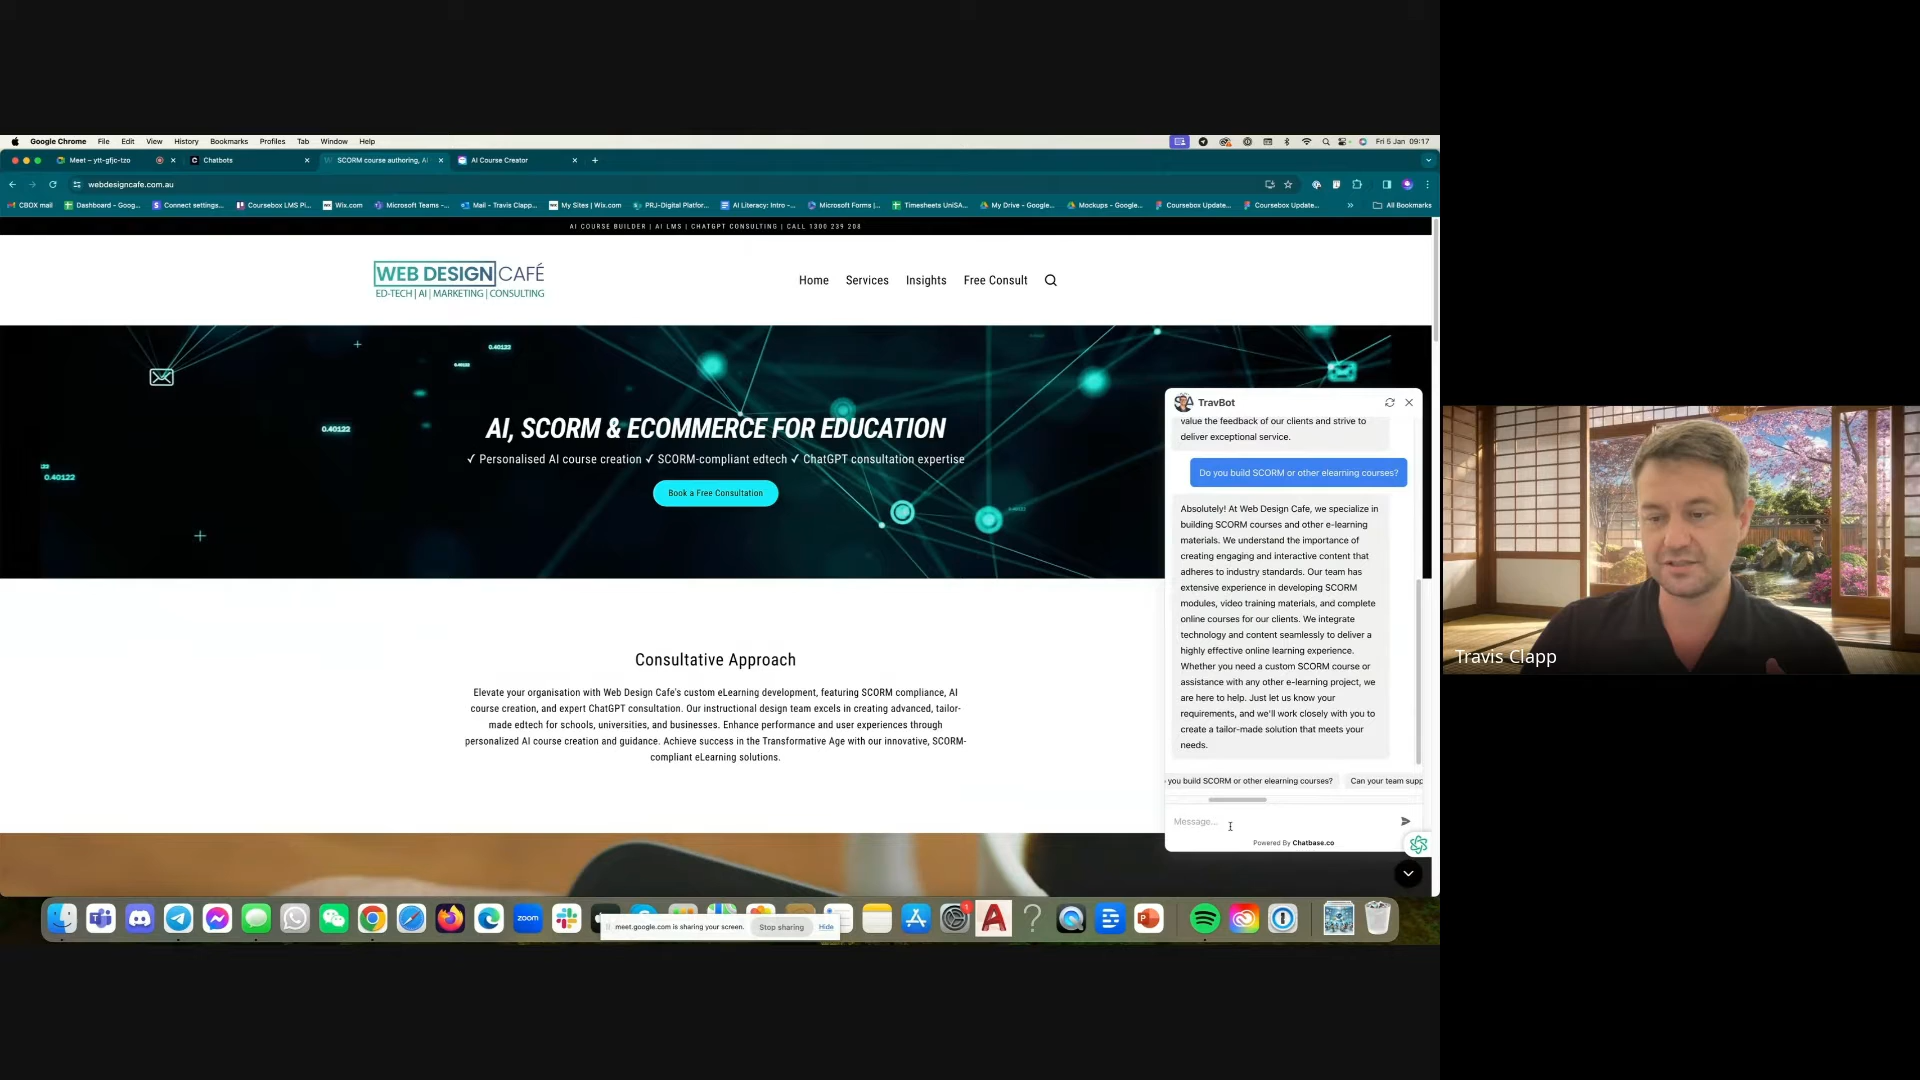 Google Chrome File Edit View History Bookmarks Profiles Tab Window Help
Fri 5 Jan 09:17
Meet – ytt-gfjc-tzo
Chatbots
SCORM course authoring, AI
AI Course Creator
webdesigncafe.com.au
CBOX mail
Dashboard - Goog...
Connect settings...
Coursebox LMS Pi...
Wix.com
Microsoft Teams -...
Mail - Travis Clapp...
My Sites | Wix.com
PRJ-Digital Platfor...
AI Literacy: Intro -...
Microsoft Forms |...
Timesheets UniSA...
My Drive - Google...
Mockups - Google...
Coursebox Update...
Coursebox Update...
All Bookmarks
AI COURSE BUILDER | AI LMS | CHATGPT CONSULTING | CALL 1300 239 208
WEB DESIGN CAFÉ
ED-TECH | AI | MARKETING | CONSULTING
Home Services Insights Free Consult
0.40122
0.40122
0.40122
AI, SCORM & ECOMMERCE FOR EDUCATION
✓ Personalised AI course creation ✓ SCORM-compliant edtech ✓ ChatGPT consultation expertise
Book a Free Consultation
Consultative Approach
Elevate your organisation with Web Design Cafe's custom eLearning development, featuring SCORM compliance, AI
course creation, and expert ChatGPT consultation. Our instructional design team excels in creating advanced, tailor-
made edtech for schools, universities, and businesses. Enhance performance and user experiences through
personalized AI course creation and guidance. Achieve success in the Transformative Age with our innovative, SCORM-
compliant eLearning solutions.
TravBot
value the feedback of our clients and strive to
deliver exceptional service.
Do you build SCORM or other elearning courses?
Absolutely! At Web Design Cafe, we specialize in
building SCORM courses and other e-learning
materials. We understand the importance of
creating engaging and interactive content that
adheres to industry standards. Our team has
extensive experience in developing SCORM
modules, video training materials, and complete
online courses for our clients. We integrate
technology and content seamlessly to deliver a
highly effective online learning experience.
Whether you need a custom SCORM course or
assistance with any other e-learning project, we
are here to help. Just let us know your
requirements, and we'll work closely with you to
create a tailor-made solution that meets your
needs.
you build SCORM or other elearning courses?
Can your team supp
Message...
Powered By Chatbase.co
zoom
1
meet.google.com is sharing your screen.
Stop sharing
Hide
Travis Clapp